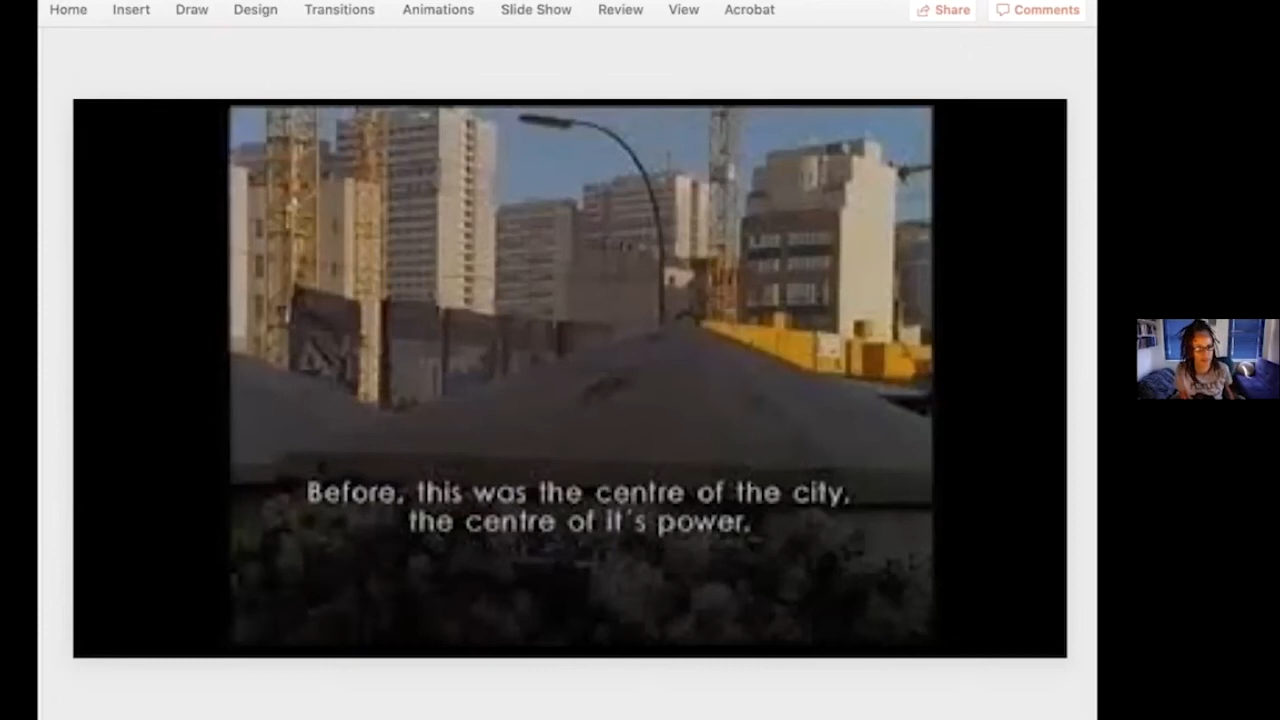 Home Insert Draw Design Transitions Animations Slide Show Review View Acrobat Share Comments
Before, this was the centre of the city,
the centre of it's power.